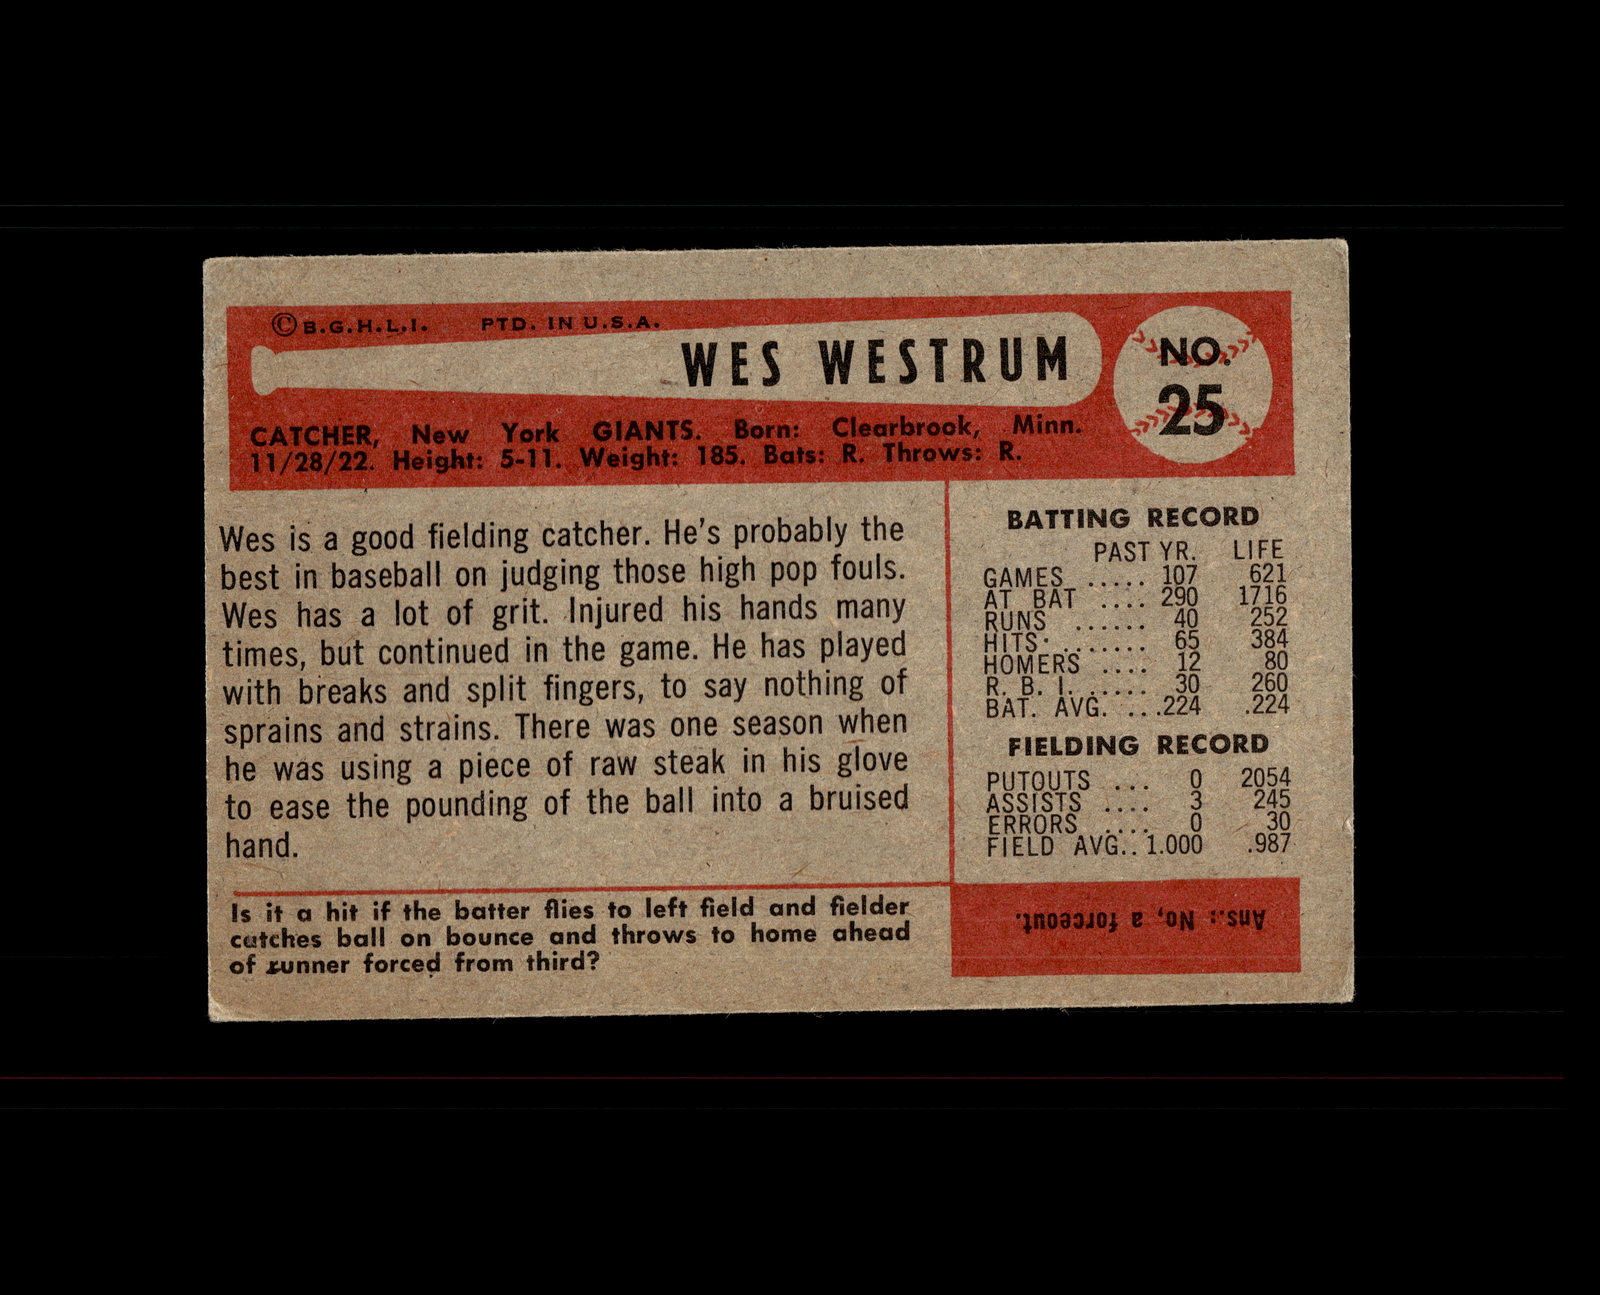 © B.G.H.L.I. PTD. IN U.S.A.
WES WESTRUM
NO.
25
CATCHER, New York GIANTS. Born: Clearbrook, Minn.
11/28/22. Height: 5-11. Weight: 185. Bats: R. Throws: R.
Wes is a good fielding catcher. He's probably the
best in baseball on judging those high pop fouls.
Wes has a lot of grit. Injured his hands many
times, but continued in the game. He has played
with breaks and split fingers, to say nothing of
sprains and strains. There was one season when
he was using a piece of raw steak in his glove
to ease the pounding of the ball into a bruised
hand.
BATTING RECORD
PAST YR. LIFE
GAMES ..... 107 621
AT BAT .... 290 1716
RUNS ...... 40 252
HITS ........ 65 384
HOMERS .... 12 80
R. B. I. ..... 30 260
BAT. AVG. ...224 .224
FIELDING RECORD
PUTOUTS ... 0 2054
ASSISTS .... 3 245
ERRORS .... 0 30
FIELD AVG.. 1.000 .987
Is it a hit if the batter flies to left field and fielder
catches ball on bounce and throws to home ahead
of runner forced from third?
Ans.: No, a forceout.